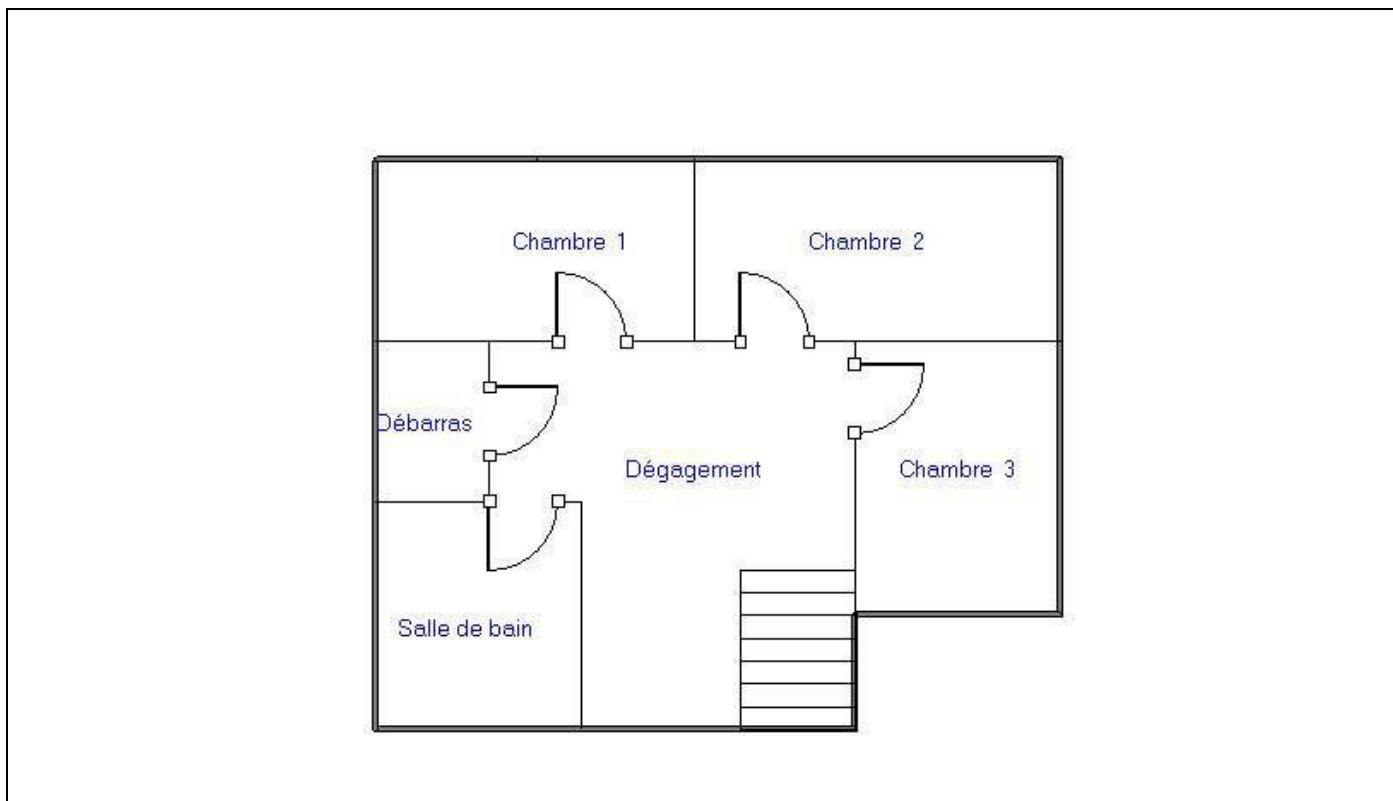 Chambre 1
Chambre 2
Débarras
Dégagement
Chambre 3
Salle de bain